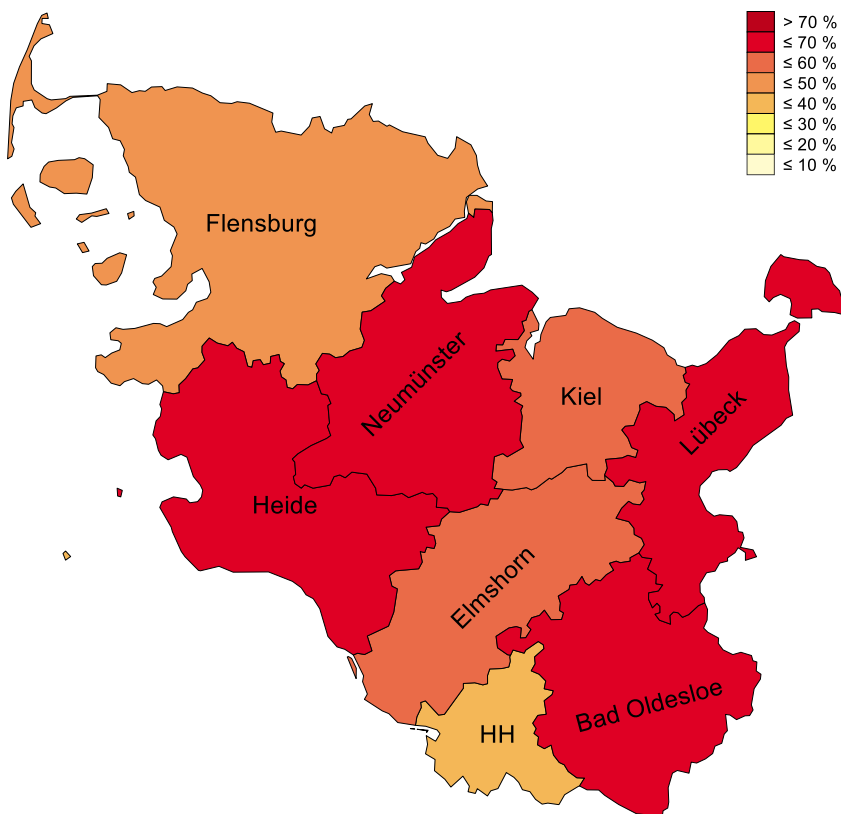 > 70 %
≤ 70 %
≤ 60 %
≤ 50 %
≤ 40 %
≤ 30 %
≤ 20 %
≤ 10 %
Flensburg
Neumünster
Kiel
Lübeck
Heide
Elmshorn
Bad Oldesloe
HH